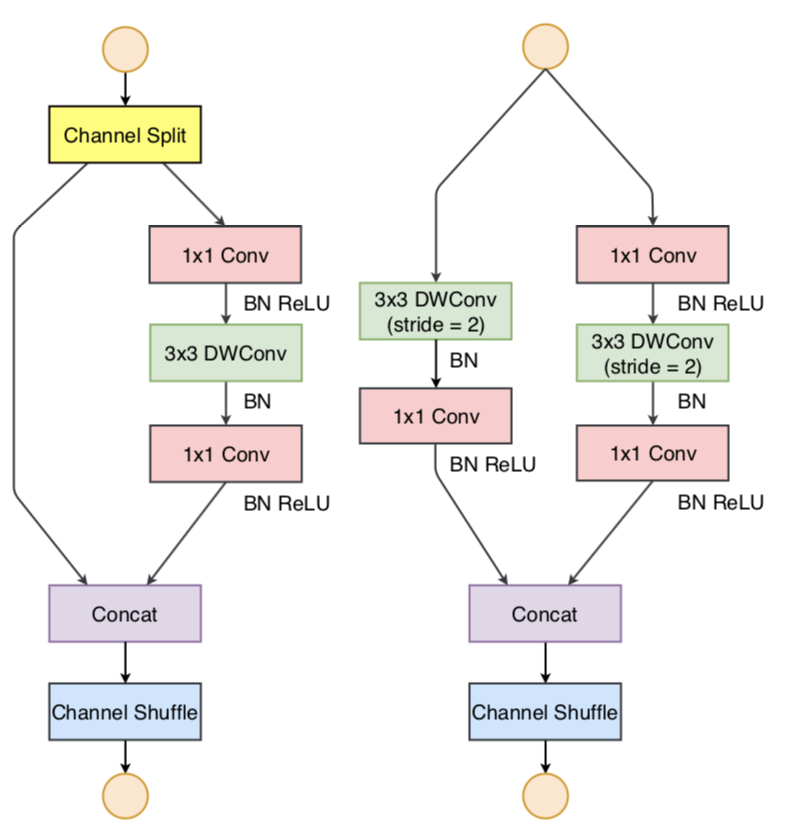 Channel Split
1x1 Conv
BN ReLU
3x3 DWConv
BN
1x1 Conv
BN ReLU
Concat
Channel Shuffle
3x3 DWConv
(stride = 2)
BN
1x1 Conv
BN ReLU
1x1 Conv
BN ReLU
3x3 DWConv
(stride = 2)
BN
1x1 Conv
BN ReLU
Concat
Channel Shuffle